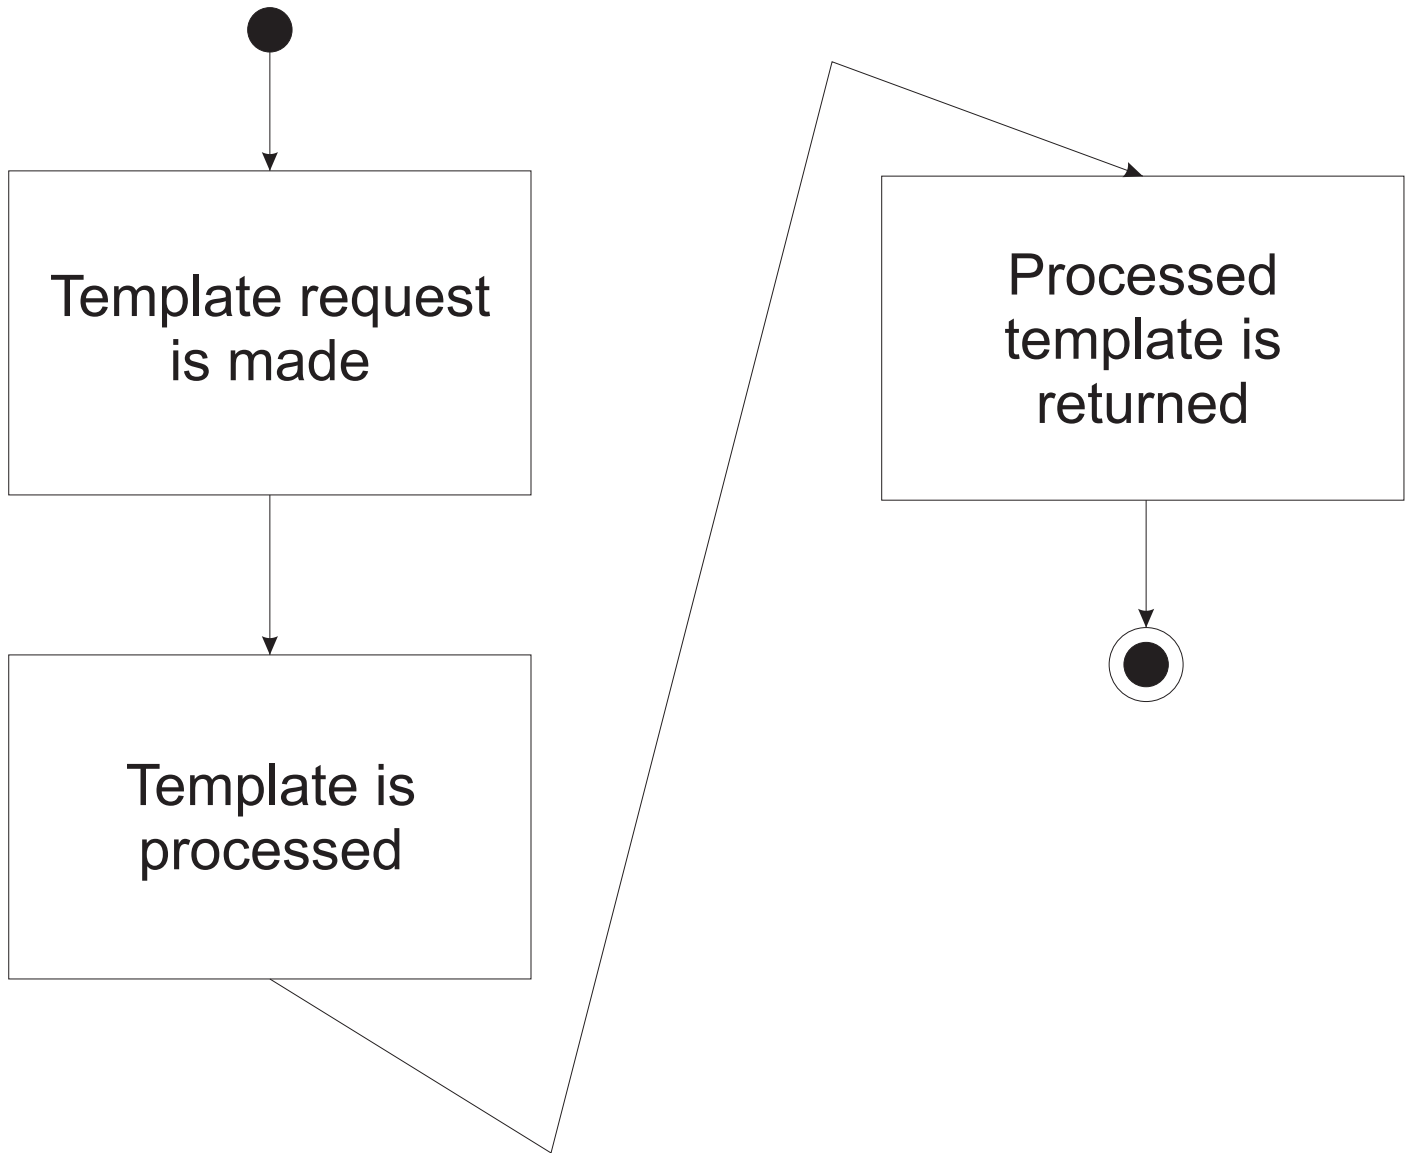 Template request
is made
Template is
processed
Processed
template is
returned